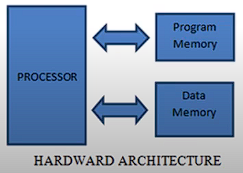 Program
Memory
PROCESSOR
Data
Memory
HARDWARD ARCHITECTURE